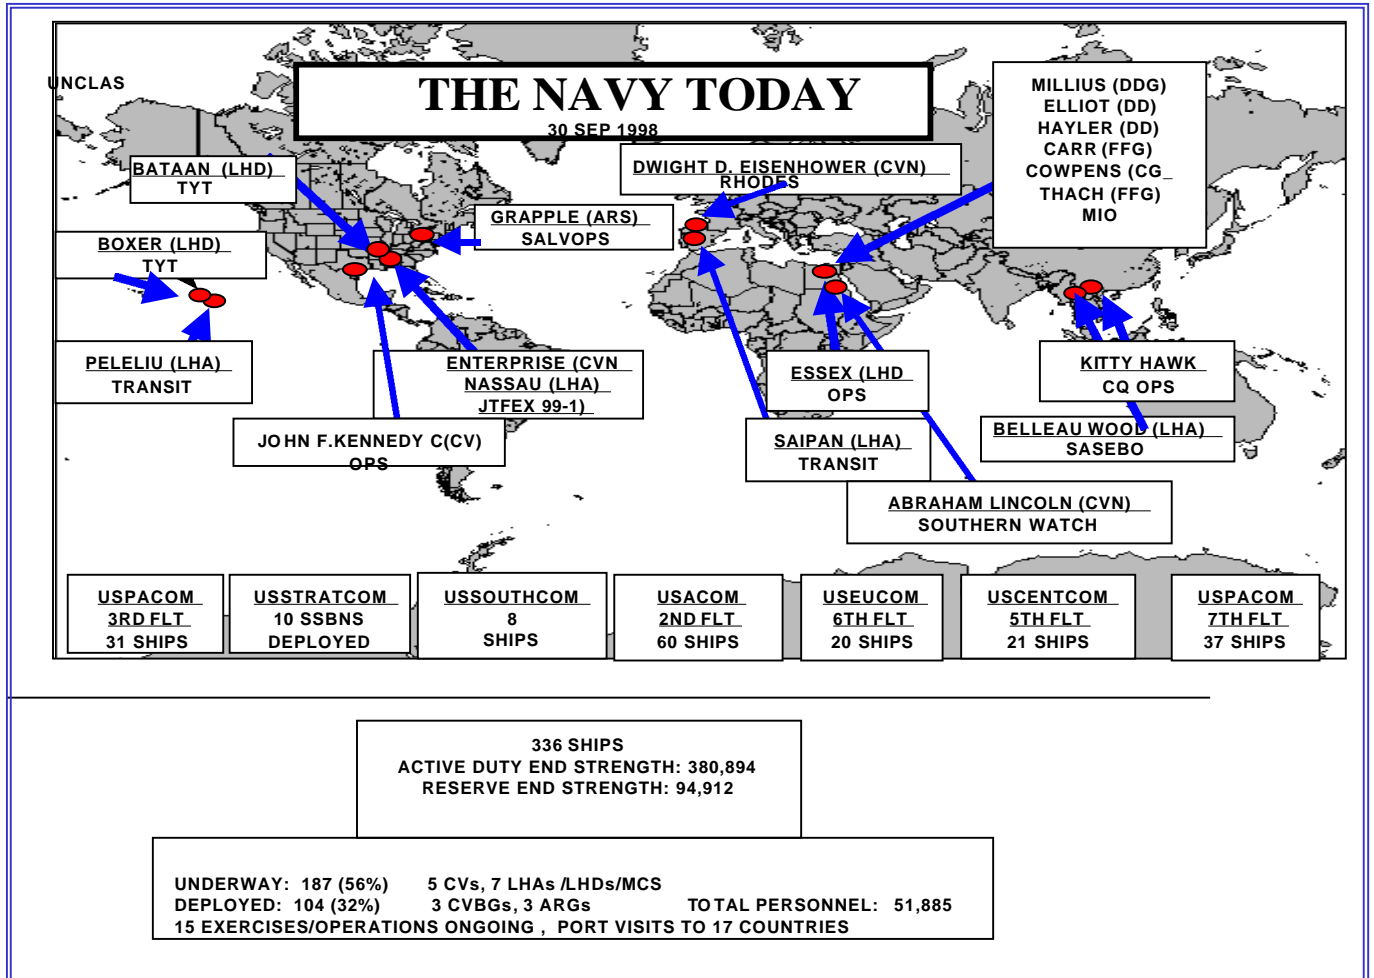 UNCLAS
THE NAVY TODAY
30 SEP 1998
MILLIUS (DDG)
ELLIOT (DD)
HAYLER (DD)
CARR (FFG)
COWPENS (CG_
THACH (FFG)
MIO
BATAAN (LHD)
TYT
DWIGHT D. EISENHOWER (CVN)
RHODES
GRAPPLE (ARS)
SALVOPS
BOXER (LHD)
TYT
PELELIU (LHA)
TRANSIT
ENTERPRISE (CVN
NASSAU (LHA)
JTFEX 99-1)
ESSEX (LHD
OPS
KITTY HAWK
CQ OPS
JOHN F.KENNEDY C(CV)
OPS
SAIPAN (LHA)
TRANSIT
BELLEAU WOOD (LHA)
SASEBO
ABRAHAM LINCOLN (CVN)
SOUTHERN WATCH
USPACOM
3RD FLT
31 SHIPS
USSTRATCOM
10 SSBNS
DEPLOYED
USSOUTHCOM
8
SHIPS
USACOM
2ND FLT
60 SHIPS
USEUCOM
6TH FLT
20 SHIPS
USCENTCOM
5TH FLT
21 SHIPS
USPACOM
7TH FLT
37 SHIPS
336 SHIPS
ACTIVE DUTY END STRENGTH: 380,894
RESERVE END STRENGTH: 94,912
UNDERWAY: 187 (56%) 5 CVs, 7 LHAs /LHDs/MCS
DEPLOYED: 104 (32%) 3 CVBGs, 3 ARGs TOTAL PERSONNEL: 51,885
15 EXERCISES/OPERATIONS ONGOING , PORT VISITS TO 17 COUNTRIES